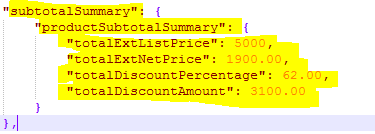 "subtotalSummary": {
"productSubtotalSummary": {
"totalExtListPrice": 5000,
"totalExtNetPrice": 1900.00,
"totalDiscountPercentage": 62.00,
"totalDiscountAmount": 3100.00
}
},